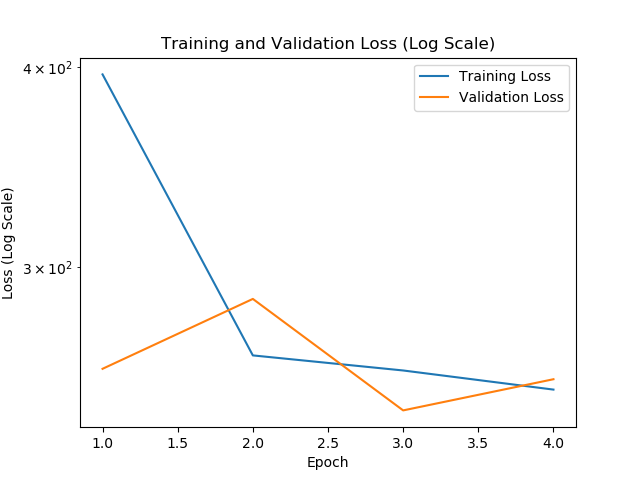 Training and Validation Loss (Log Scale)
4 × 10²
3 × 10²
Loss (Log Scale)
Training Loss
Validation Loss
1.0 1.5 2.0 2.5 3.0 3.5 4.0
Epoch